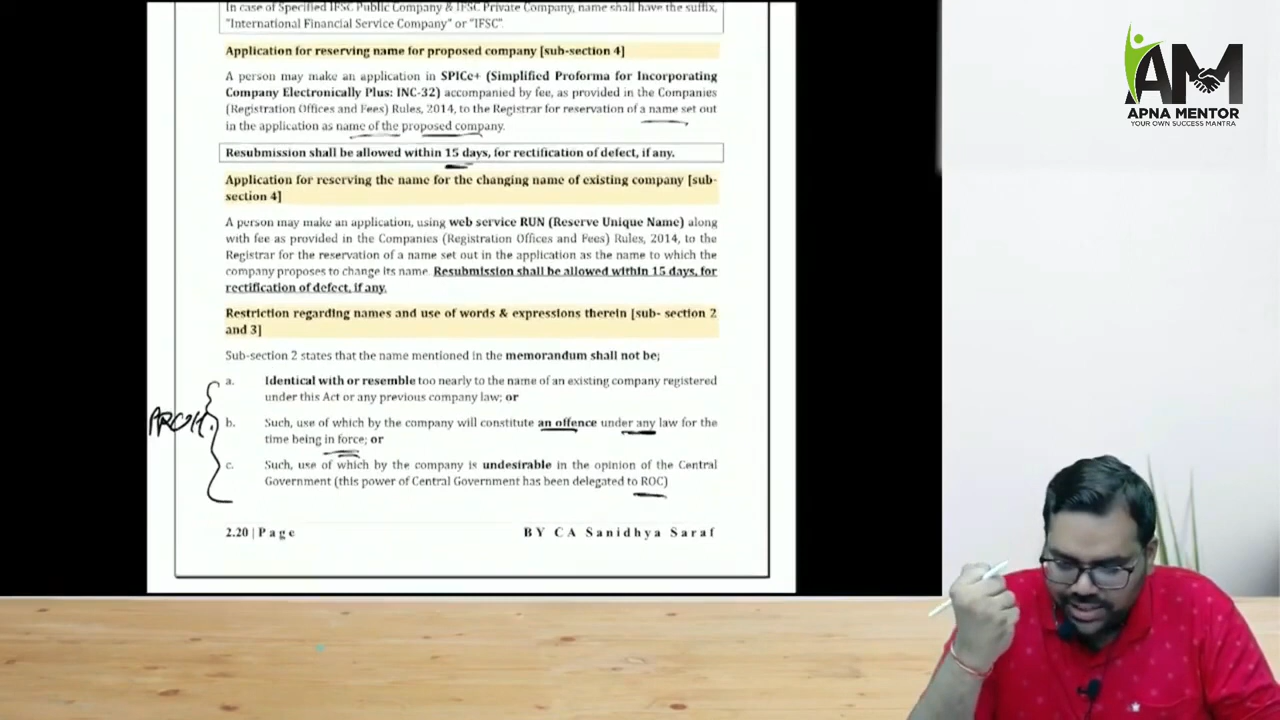 In case of Specified IFSC Public Company & IFSC Private Company, name shall have the suffix,
"International Financial Service Company" or "IFSC".
Application for reserving name for proposed company [sub-section 4]
A person may make an application in SPICe+ (Simplified Proforma for Incorporating
Company Electronically Plus: INC-32) accompanied by fee, as provided in the Companies
(Registration Offices and Fees) Rules, 2014, to the Registrar for reservation of a name set out
in the application as name of the proposed company.
Resubmission shall be allowed within 15 days, for rectification of defect, if any.
Application for reserving the name for the changing name of existing company [sub-
section 4]
A person may make an application, using web service RUN (Reserve Unique Name) along
with fee as provided in the Companies (Registration Offices and Fees) Rules, 2014, to the
Registrar for the reservation of a name set out in the application as the name to which the
company proposes to change its name. Resubmission shall be allowed within 15 days, for
rectification of defect, if any.
Restriction regarding names and use of words & expressions therein [sub- section 2
and 3]
Sub-section 2 states that the name mentioned in the memorandum shall not be;
a. Identical with or resemble too nearly to the name of an existing company registered
under this Act or any previous company law; or
b. Such, use of which by the company will constitute an offence under any law for the
time being in force; or
c. Such, use of which by the company is undesirable in the opinion of the Central
Government (this power of Central Government has been delegated to ROC)
2.20 | Page BY CA Sanidhya Saraf
AM
APNA MENTOR
YOUR OWN SUCCESS MANTRA